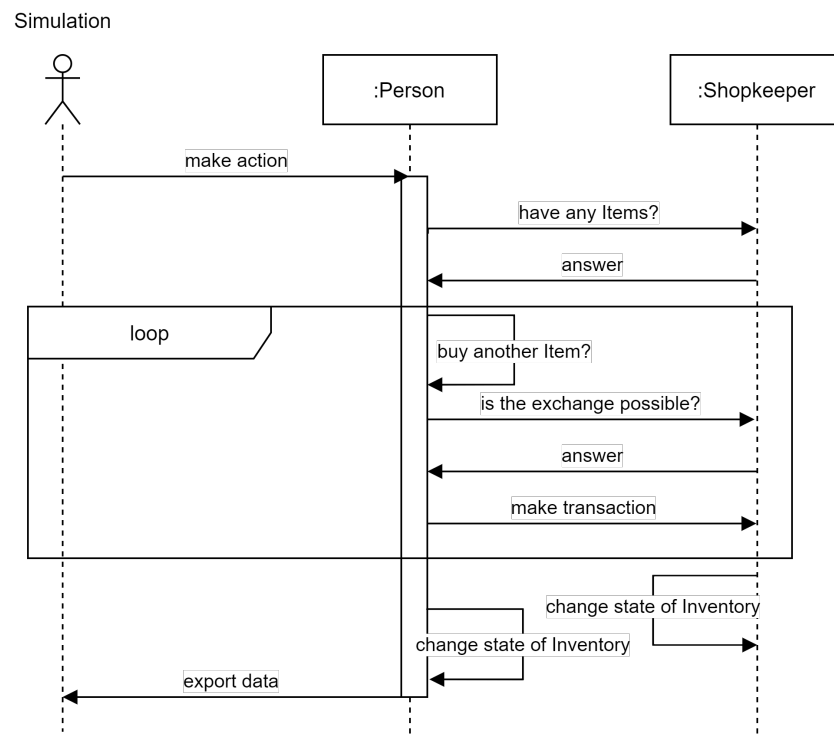 Simulation
:Person
:Shopkeeper
make action
have any Items?
answer
loop
buy another Item?
is the exchange possible?
answer
make transaction
change state of Inventory
change state of Inventory
export data